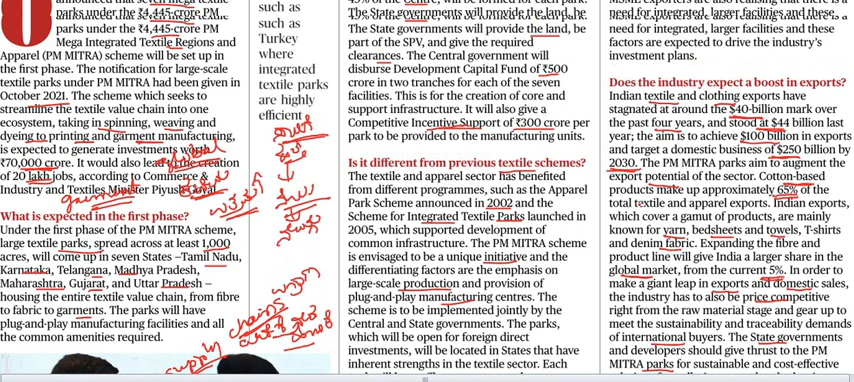 parks under the ₹4,445-crore PM
parks under the ₹4,445-crore PM
Mega Integrated Textile Regions and
Apparel (PM MITRA) scheme will be set up in
the first phase. The notification for large-scale
textile parks under PM MITRA had been given in
October 2021. The scheme which seeks to
streamline the textile value chain into one
ecosystem, taking in spinning, weaving and
dyeing to printing and garment manufacturing,
is expected to generate investments worth
₹70,000 crore. It would also lead to the creation
of 20 lakh jobs, according to Commerce &
Industry and Textiles Minister Piyush Goyal.
garment
What is expected in the first phase?
Under the first phase of the PM MITRA scheme,
large textile parks, spread across at least 1,000
acres, will come up in seven States —Tamil Nadu,
Karnataka, Telangana, Madhya Pradesh,
Maharashtra, Gujarat, and Uttar Pradesh —
housing the entire textile value chain, from fibre
to fabric to garments. The parks will have
plug-and-play manufacturing facilities and all
the common amenities required.
such as
such as
Turkey
where
integrated
textile parks
are highly
efficient
chains
The State governments will provide the land, be
The State governments will provide the land, be
part of the SPV, and give the required
clearances. The Central government will
disburse Development Capital Fund of ₹500
crore in two tranches for each of the seven
facilities. This is for the creation of core and
support infrastructure. It will also give a
Competitive Incentive Support of ₹300 crore per
park to be provided to the manufacturing units.
Is it different from previous textile schemes?
The textile and apparel sector has benefited
from different programmes, such as the Apparel
Park Scheme announced in 2002 and the
Scheme for Integrated Textile Parks launched in
2005, which supported development of
common infrastructure. The PM MITRA scheme
is envisaged to be a unique initiative and the
differentiating factors are the emphasis on
large-scale production and provision of
plug-and-play manufacturing centres. The
scheme is to be implemented jointly by the
Central and State governments. The parks,
which will be open for foreign direct
investments, will be located in States that have
inherent strengths in the textile sector. Each
need for integrated, larger facilities and these
need for integrated, larger facilities and these
factors are expected to drive the industry's
investment plans.
Does the industry expect a boost in exports?
Indian textile and clothing exports have
stagnated at around the $40-billion mark over
the past four years, and stood at $44 billion last
year; the aim is to achieve $100 billion in exports
and target a domestic business of $250 billion by
2030. The PM MITRA parks aim to augment the
export potential of the sector. Cotton-based
products make up approximately 65% of the
total textile and apparel exports. Indian exports,
which cover a gamut of products, are mainly
known for yarn, bedsheets and towels, T-shirts
and denim fabric. Expanding the fibre and
product line will give India a larger share in the
global market, from the current 5%. In order to
make a giant leap in exports and domestic sales,
the industry has to also be price competitive
right from the raw material stage and gear up to
meet the sustainability and traceability demands
of international buyers. The State governments
and developers should give thrust to the PM
MITRA parks for sustainable and cost-effective